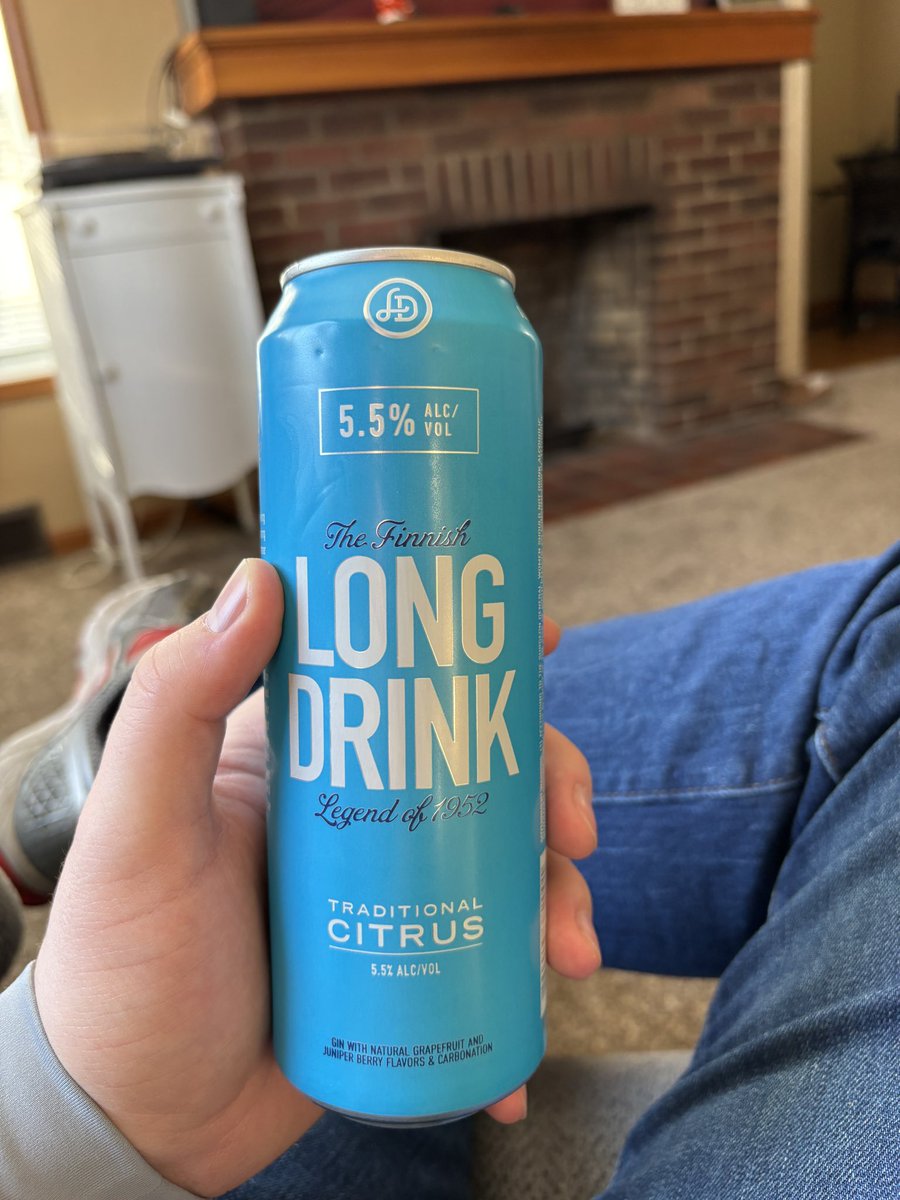 LD
5.5% ALC/
VOL
The Finnish
LONG
DRINK
Legend of 1952
TRADITIONAL
CITRUS
5.5% ALC/VOL
GIN WITH NATURAL GRAPEFRUIT AND
JUNIPER BERRY FLAVORS & CARBONATION